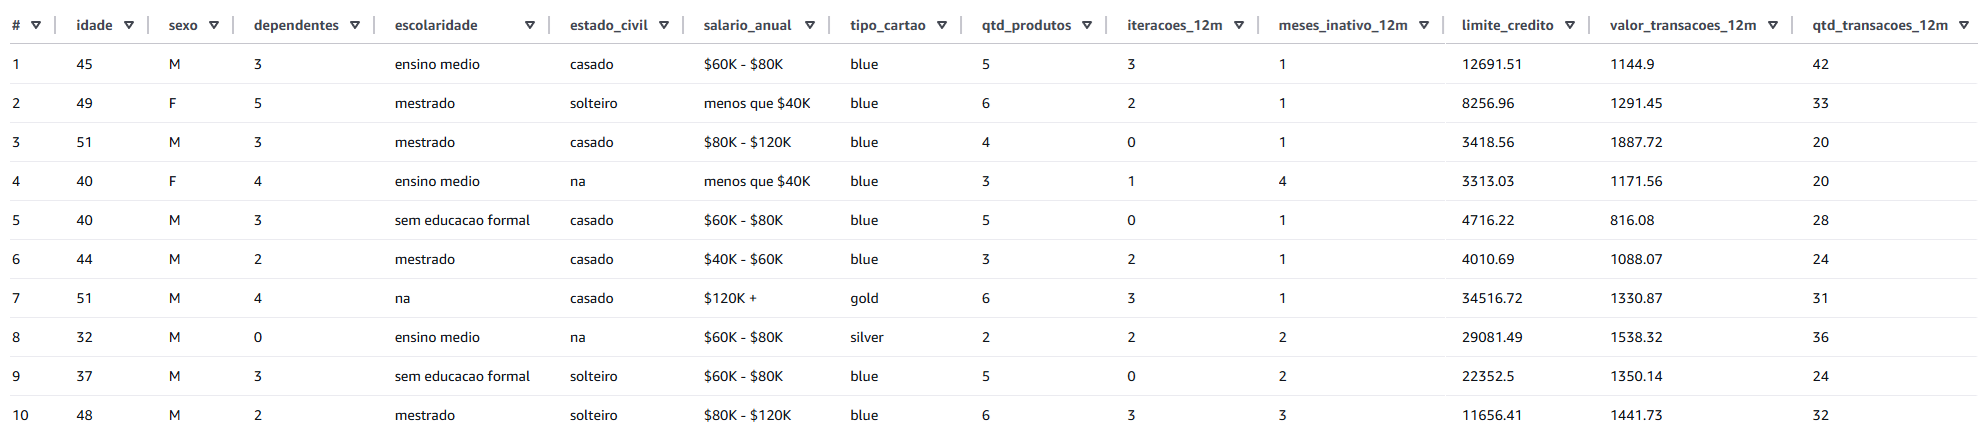 # idade sexo dependentes escolaridade estado_civil salario_anual tipo_cartao qtd_produtos iteracoes_12m meses_inativo_12m limite_credito valor_transacoes_12m qtd_transacoes_12m
1 45 M 3 ensino medio casado $60K - $80K blue 5 3 1 12691.51 1144.9 42
2 49 F 5 mestrado solteiro menos que $40K blue 6 2 1 8256.96 1291.45 33
3 51 M 3 mestrado casado $80K - $120K blue 4 0 1 3418.56 1887.72 20
4 40 F 4 ensino medio na menos que $40K blue 3 1 4 3313.03 1171.56 20
5 40 M 3 sem educacao formal casado $60K - $80K blue 5 0 1 4716.22 816.08 28
6 44 M 2 mestrado casado $40K - $60K blue 3 2 1 4010.69 1088.07 24
7 51 M 4 na casado $120K + gold 6 3 1 34516.72 1330.87 31
8 32 M 0 ensino medio na $60K - $80K silver 2 2 2 29081.49 1538.32 36
9 37 M 3 sem educacao formal solteiro $60K - $80K blue 5 0 2 22352.5 1350.14 24
10 48 M 2 mestrado solteiro $80K - $120K blue 6 3 3 11656.41 1441.73 32